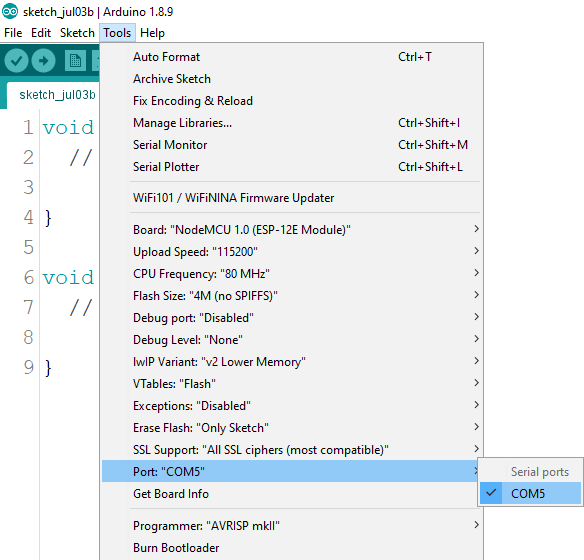 sketch_jul03b | Arduino 1.8.9
File Edit Sketch Tools Help
sketch_jul03b
1 void
2 //
3
4 }
5
6 void
7 //
8
9 }
Auto Format Ctrl+T
Archive Sketch
Fix Encoding & Reload
Manage Libraries... Ctrl+Shift+I
Serial Monitor Ctrl+Shift+M
Serial Plotter Ctrl+Shift+L
WiFi101 / WiFiNINA Firmware Updater
Board: "NodeMCU 1.0 (ESP-12E Module)"
Upload Speed: "115200"
CPU Frequency: "80 MHz"
Flash Size: "4M (no SPIFFS)"
Debug port: "Disabled"
Debug Level: "None"
lwIP Variant: "v2 Lower Memory"
VTables: "Flash"
Exceptions: "Disabled"
Erase Flash: "Only Sketch"
SSL Support: "All SSL ciphers (most compatible)"
Port: "COM5"
Get Board Info
Programmer: "AVRISP mkII"
Burn Bootloader
Serial ports
COM5